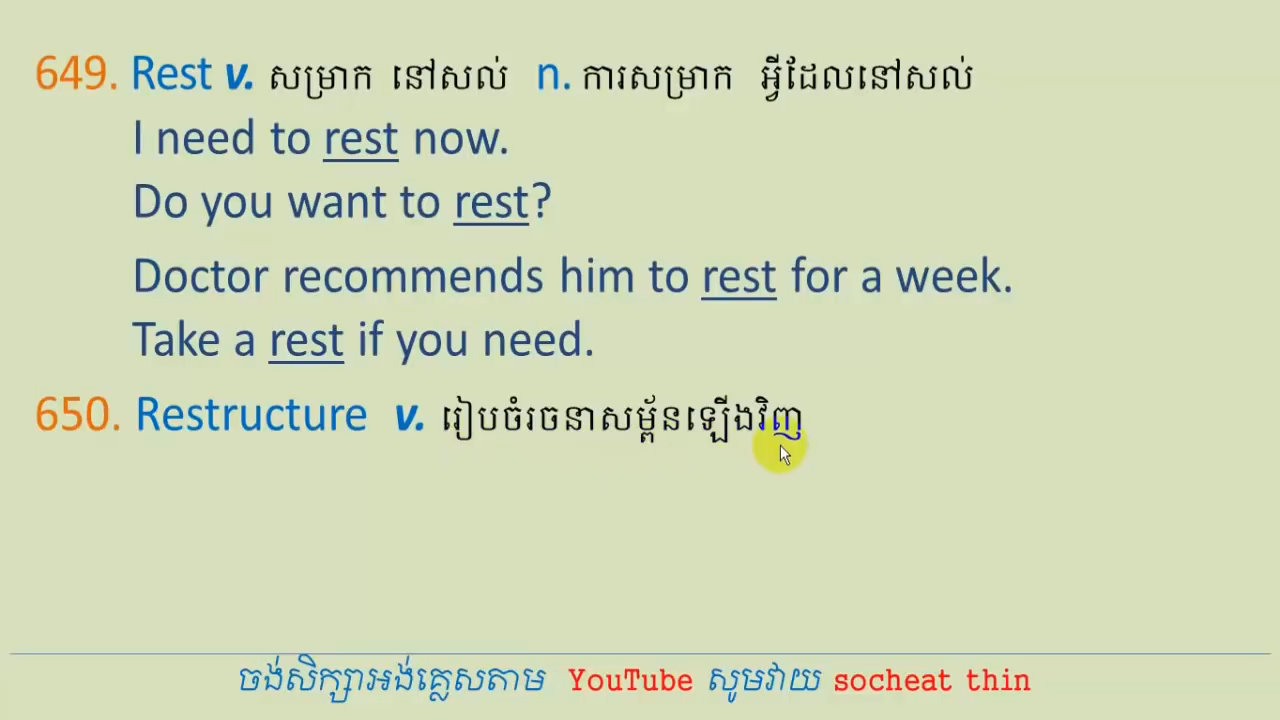 649. Rest v. សម្រាក នៅសល់ n. ការសម្រាក អ្វីដែលនៅសល់
I need to rest now.
Do you want to rest?
Doctor recommends him to rest for a week.
Take a rest if you need.
650. Restructure v. រៀបចំរចនាសម្ព័នឡើងវិញ
ចង់សិក្សាអង់គ្លេសតាម YouTube សូមវាយ socheat thin